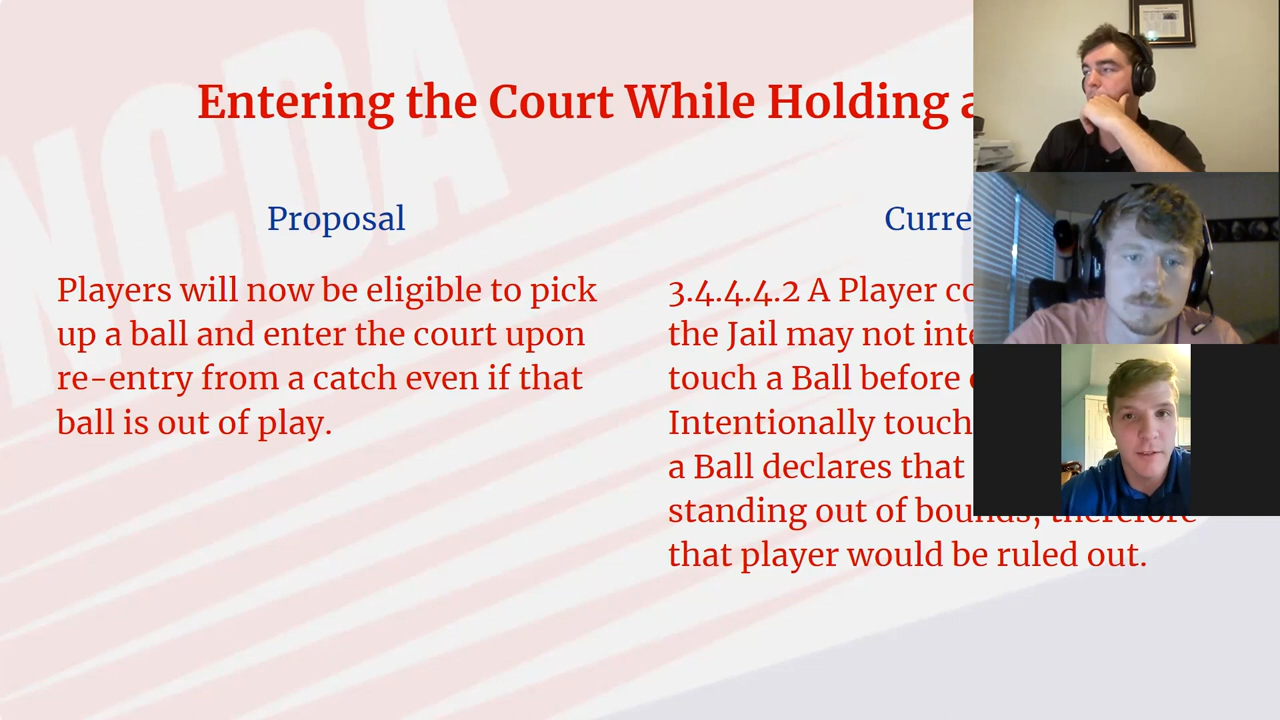 NCDA
Entering the Court While Holding a
Proposal
Players will now be eligible to pick
up a ball and enter the court upon
re-entry from a catch even if that
ball is out of play.
Curre
3.4.4.4.2 A Player co
the Jail may not inte
touch a Ball before
Intentionally touch
a Ball declares that
standing out of bounds, therefore
that player would be ruled out.